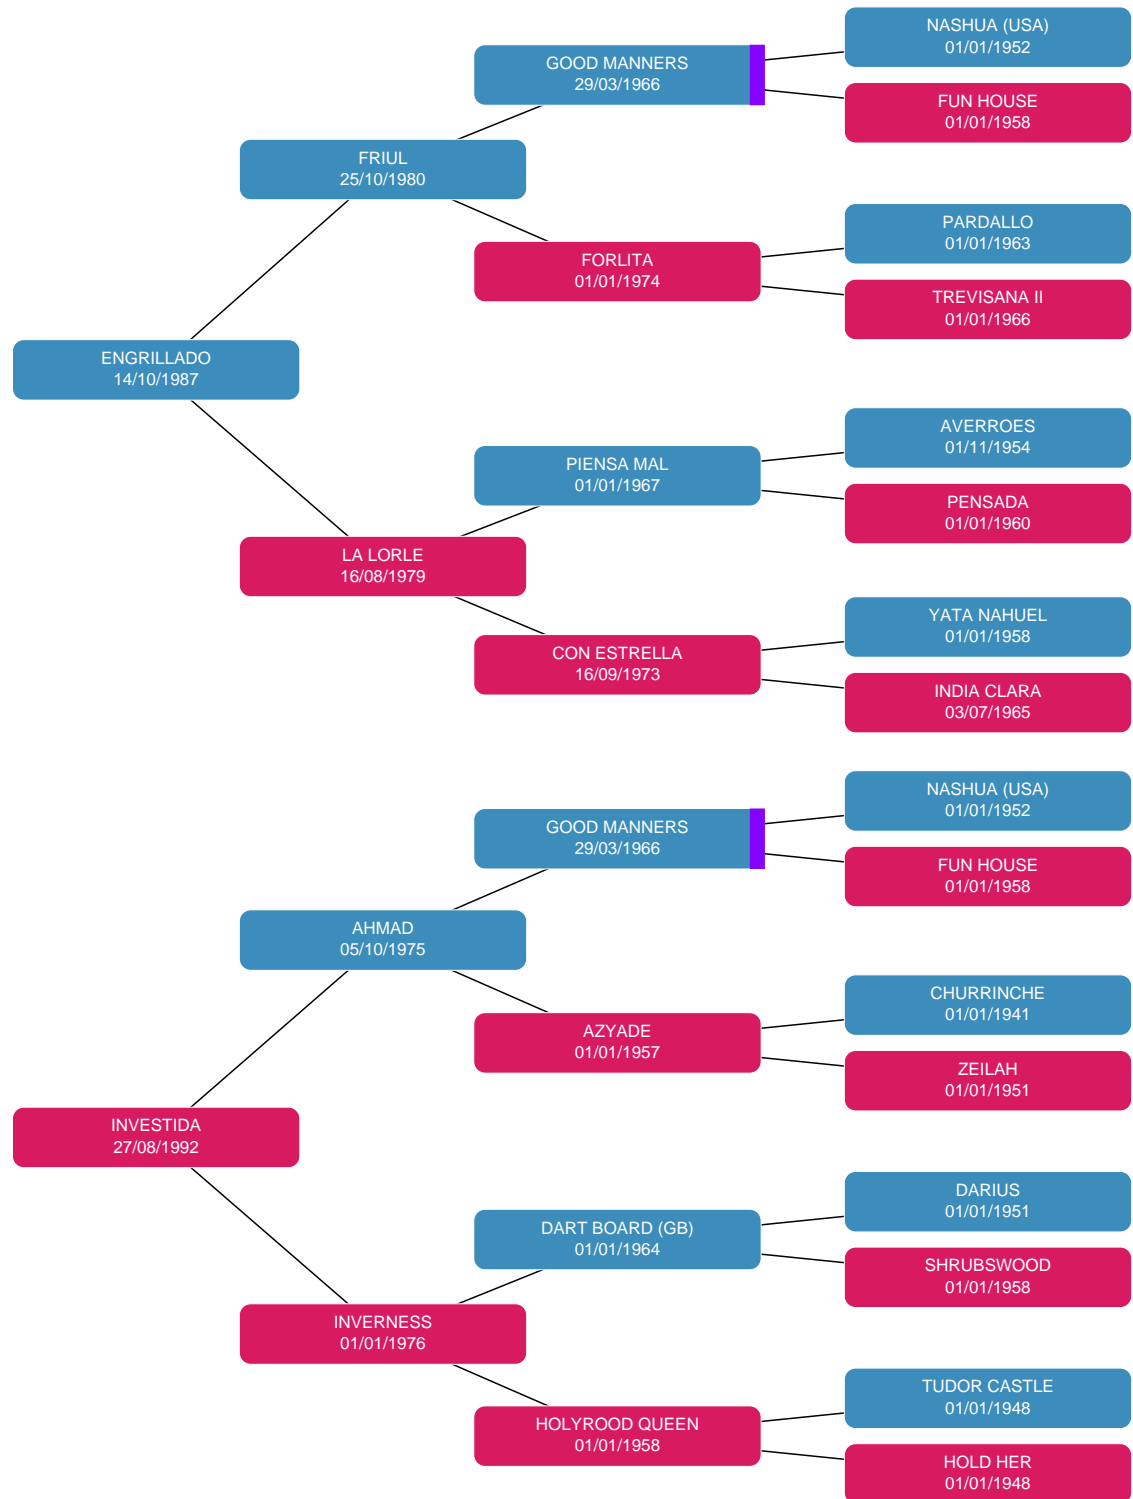 NASHUA (USA)
01/01/1952
GOOD MANNERS
29/03/1966
FUN HOUSE
01/01/1958
FRIUL
25/10/1980
PARDALLO
01/01/1963
FORLITA
01/01/1974
TREVISANA II
01/01/1966
ENGRILLADO
14/10/1987
AVERROES
01/11/1954
PIENSA MAL
01/01/1967
PENSADA
01/01/1960
LA LORLE
16/08/1979
YATA NAHUEL
01/01/1958
CON ESTRELLA
16/09/1973
INDIA CLARA
03/07/1965
NASHUA (USA)
01/01/1952
GOOD MANNERS
29/03/1966
FUN HOUSE
01/01/1958
AHMAD
05/10/1975
CHURRINCHE
01/01/1941
AZYADE
01/01/1957
ZEILAH
01/01/1951
INVESTIDA
27/08/1992
DARIUS
01/01/1951
DART BOARD (GB)
01/01/1964
SHRUBSWOOD
01/01/1958
INVERNESS
01/01/1976
TUDOR CASTLE
01/01/1948
HOLYROOD QUEEN
01/01/1958
HOLD HER
01/01/1948